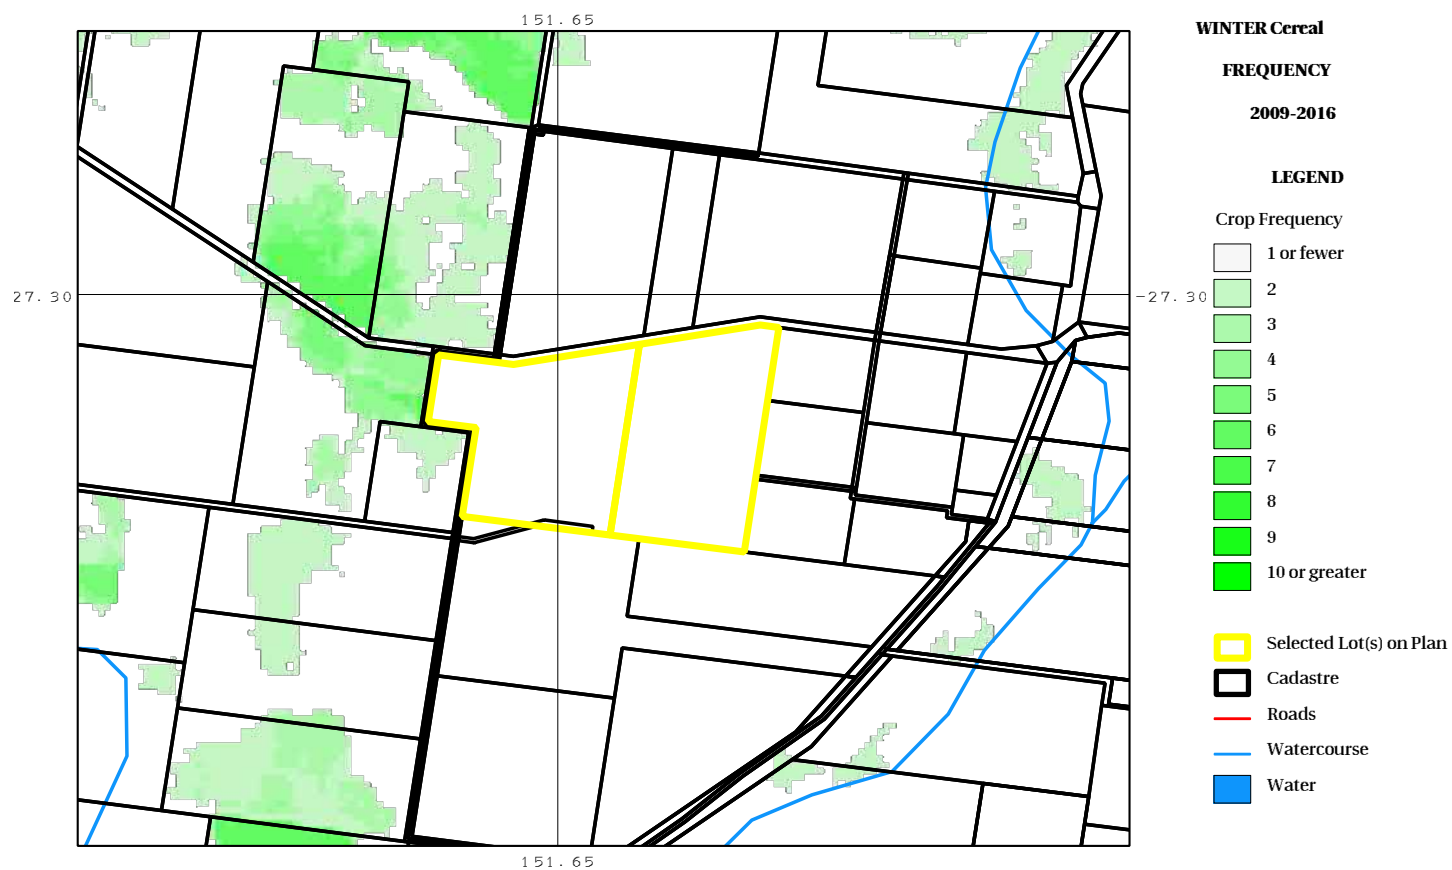 151.65
WINTER Cereal
FREQUENCY
2009-2016
LEGEND
Crop Frequency
1 or fewer
2
27.30
-27.30
3
4
5
6
7
8
9
10 or greater
Selected Lot(s) on Plan
Cadastre
Roads
Watercourse
Water
151.65